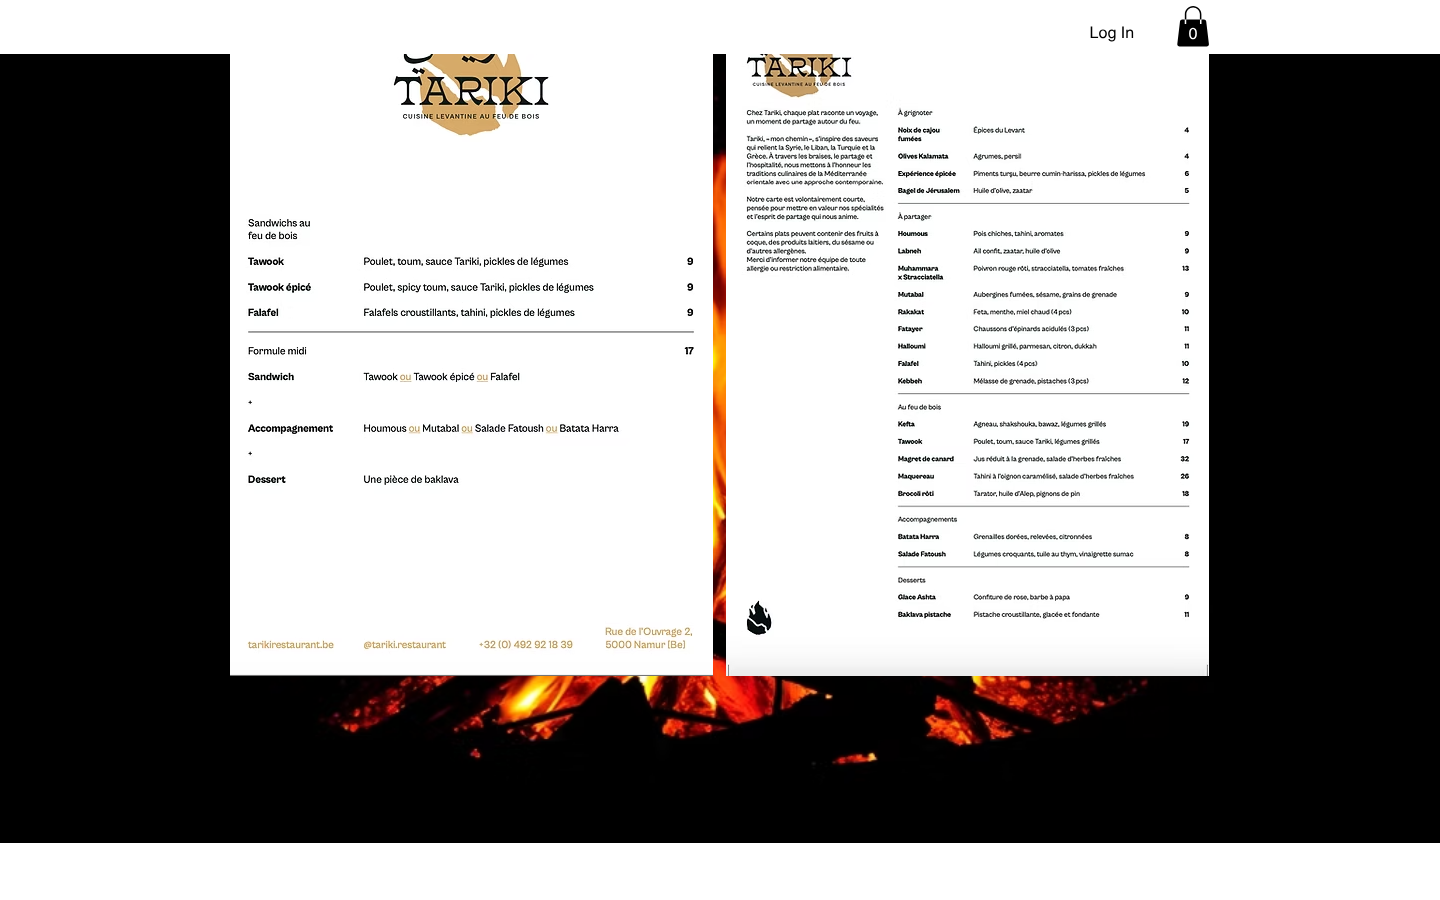 Log In
0
TARIKI
CUISINE LEVANTINE AU FEU DE BOIS
Sandwichs au
feu de bois
Tawook Poulet, toum, sauce Tariki, pickles de légumes 9
Tawook épicé Poulet, spicy toum, sauce Tariki, pickles de légumes 9
Falafel Falafels croustillants, tahini, pickles de légumes 9
Formule midi 17
Sandwich Tawook ou Tawook épicé ou Falafel
+
Accompagnement Houmous ou Mutabal ou Salade Fatoush ou Batata Harra
+
Dessert Une pièce de baklava
Rue de l'Ouvrage 2,
tarikirestaurant.be @tariki.restaurant +32 (0) 492 92 18 39 5000 Namur (Be)
TARIKI
CUISINE LEVANTINE AU FEU DE BOIS
Chez Tariki, chaque plat raconte un voyage,
un moment de partage autour du feu.
Tariki, « mon chemin », s'inspire des saveurs
qui relient la Syrie, le Liban, la Turquie et la
Grèce. À travers les braises, le partage et
l'hospitalité, nous mettons à l'honneur les
traditions culinaires de la Méditerranée
orientale avec une approche contemporaine.
Notre carte est volontairement courte,
pensée pour mettre en valeur nos spécialités
et l'esprit de partage qui nous anime.
Certains plats peuvent contenir des fruits à
coque, des produits laitiers, du sésame ou
d'autres allergènes.
Merci d'informer notre équipe de toute
allergie ou restriction alimentaire.
À grignoter
Noix de cajou Épices du Levant 4
fumées
Olives Kalamata Agrumes, persil 4
Expérience épicée Piments turşu, beurre cumin-harissa, pickles de légumes 6
Bagel de Jérusalem Huile d'olive, zaatar 5
À partager
Houmous Pois chiches, tahini, aromates 9
Labneh Ail confit, zaatar, huile d'olive 9
Muhammara Poivron rouge rôti, stracciatella, tomates fraîches 13
x Stracciatella
Mutabal Aubergines fumées, sésame, grains de grenade 9
Rakakat Feta, menthe, miel chaud (4 pcs) 10
Fatayer Chaussons d'épinards acidulés (3 pcs) 11
Halloumi Halloumi grillé, parmesan, citron, dukkah 11
Falafel Tahini, pickles (4 pcs) 10
Kebbeh Mélasse de grenade, pistaches (3 pcs) 12
Au feu de bois
Kefta Agneau, shakshouka, bawaz, légumes grillés 19
Tawook Poulet, toum, sauce Tariki, légumes grillés 17
Magret de canard Jus réduit à la grenade, salade d'herbes fraîches 32
Maquereau Tahini à l'oignon caramélisé, salade d'herbes fraîches 26
Brocoli rôti Tarator, huile d'Alep, pignons de pin 18
Accompagnements
Batata Harra Grenailles dorées, relevées, citronnées 8
Salade Fatoush Légumes croquants, tuile au thym, vinaigrette sumac 8
Desserts
Glace Ashta Confiture de rose, barbe à papa 9
Baklava pistache Pistache croustillante, glacée et fondante 11